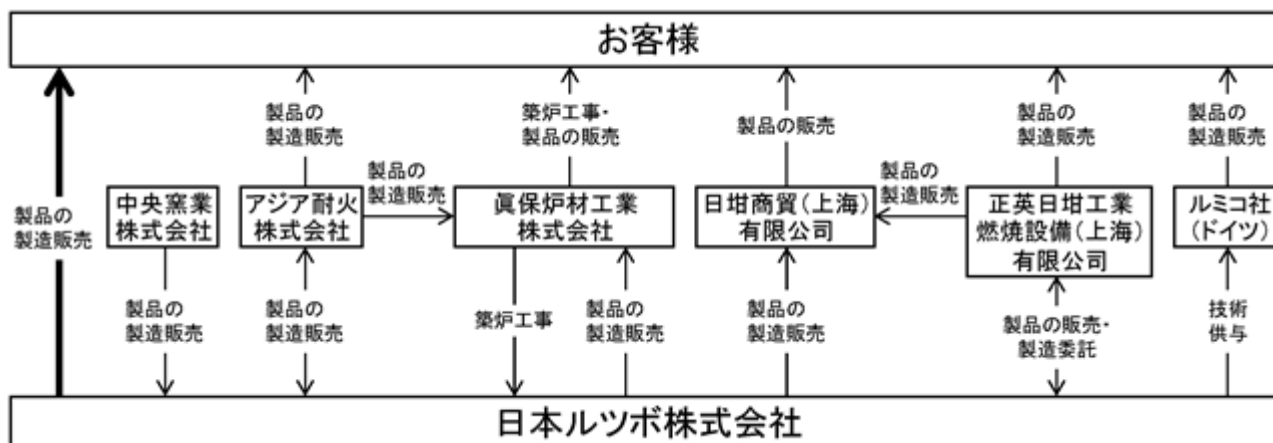 お客様
製品の
製造販売
築炉工事・
製品の販売
製品の販売
製品の
製造販売
製品の
製造販売
製品の
製造販売
中央窯業
株式会社
アジア耐火
株式会社
製品の
製造販売
眞保炉材工業
株式会社
日坩商貿(上海)
有限公司
製品の
製造販売
正英日坩工業
燃焼設備(上海)
有限公司
ルミコ社
(ドイツ)
製品の
製造販売
製品の
製造販売
築炉工事
製品の
製造販売
製品の
製造販売
製品の販売・
製造委託
技術
供与
日本ルツボ株式会社